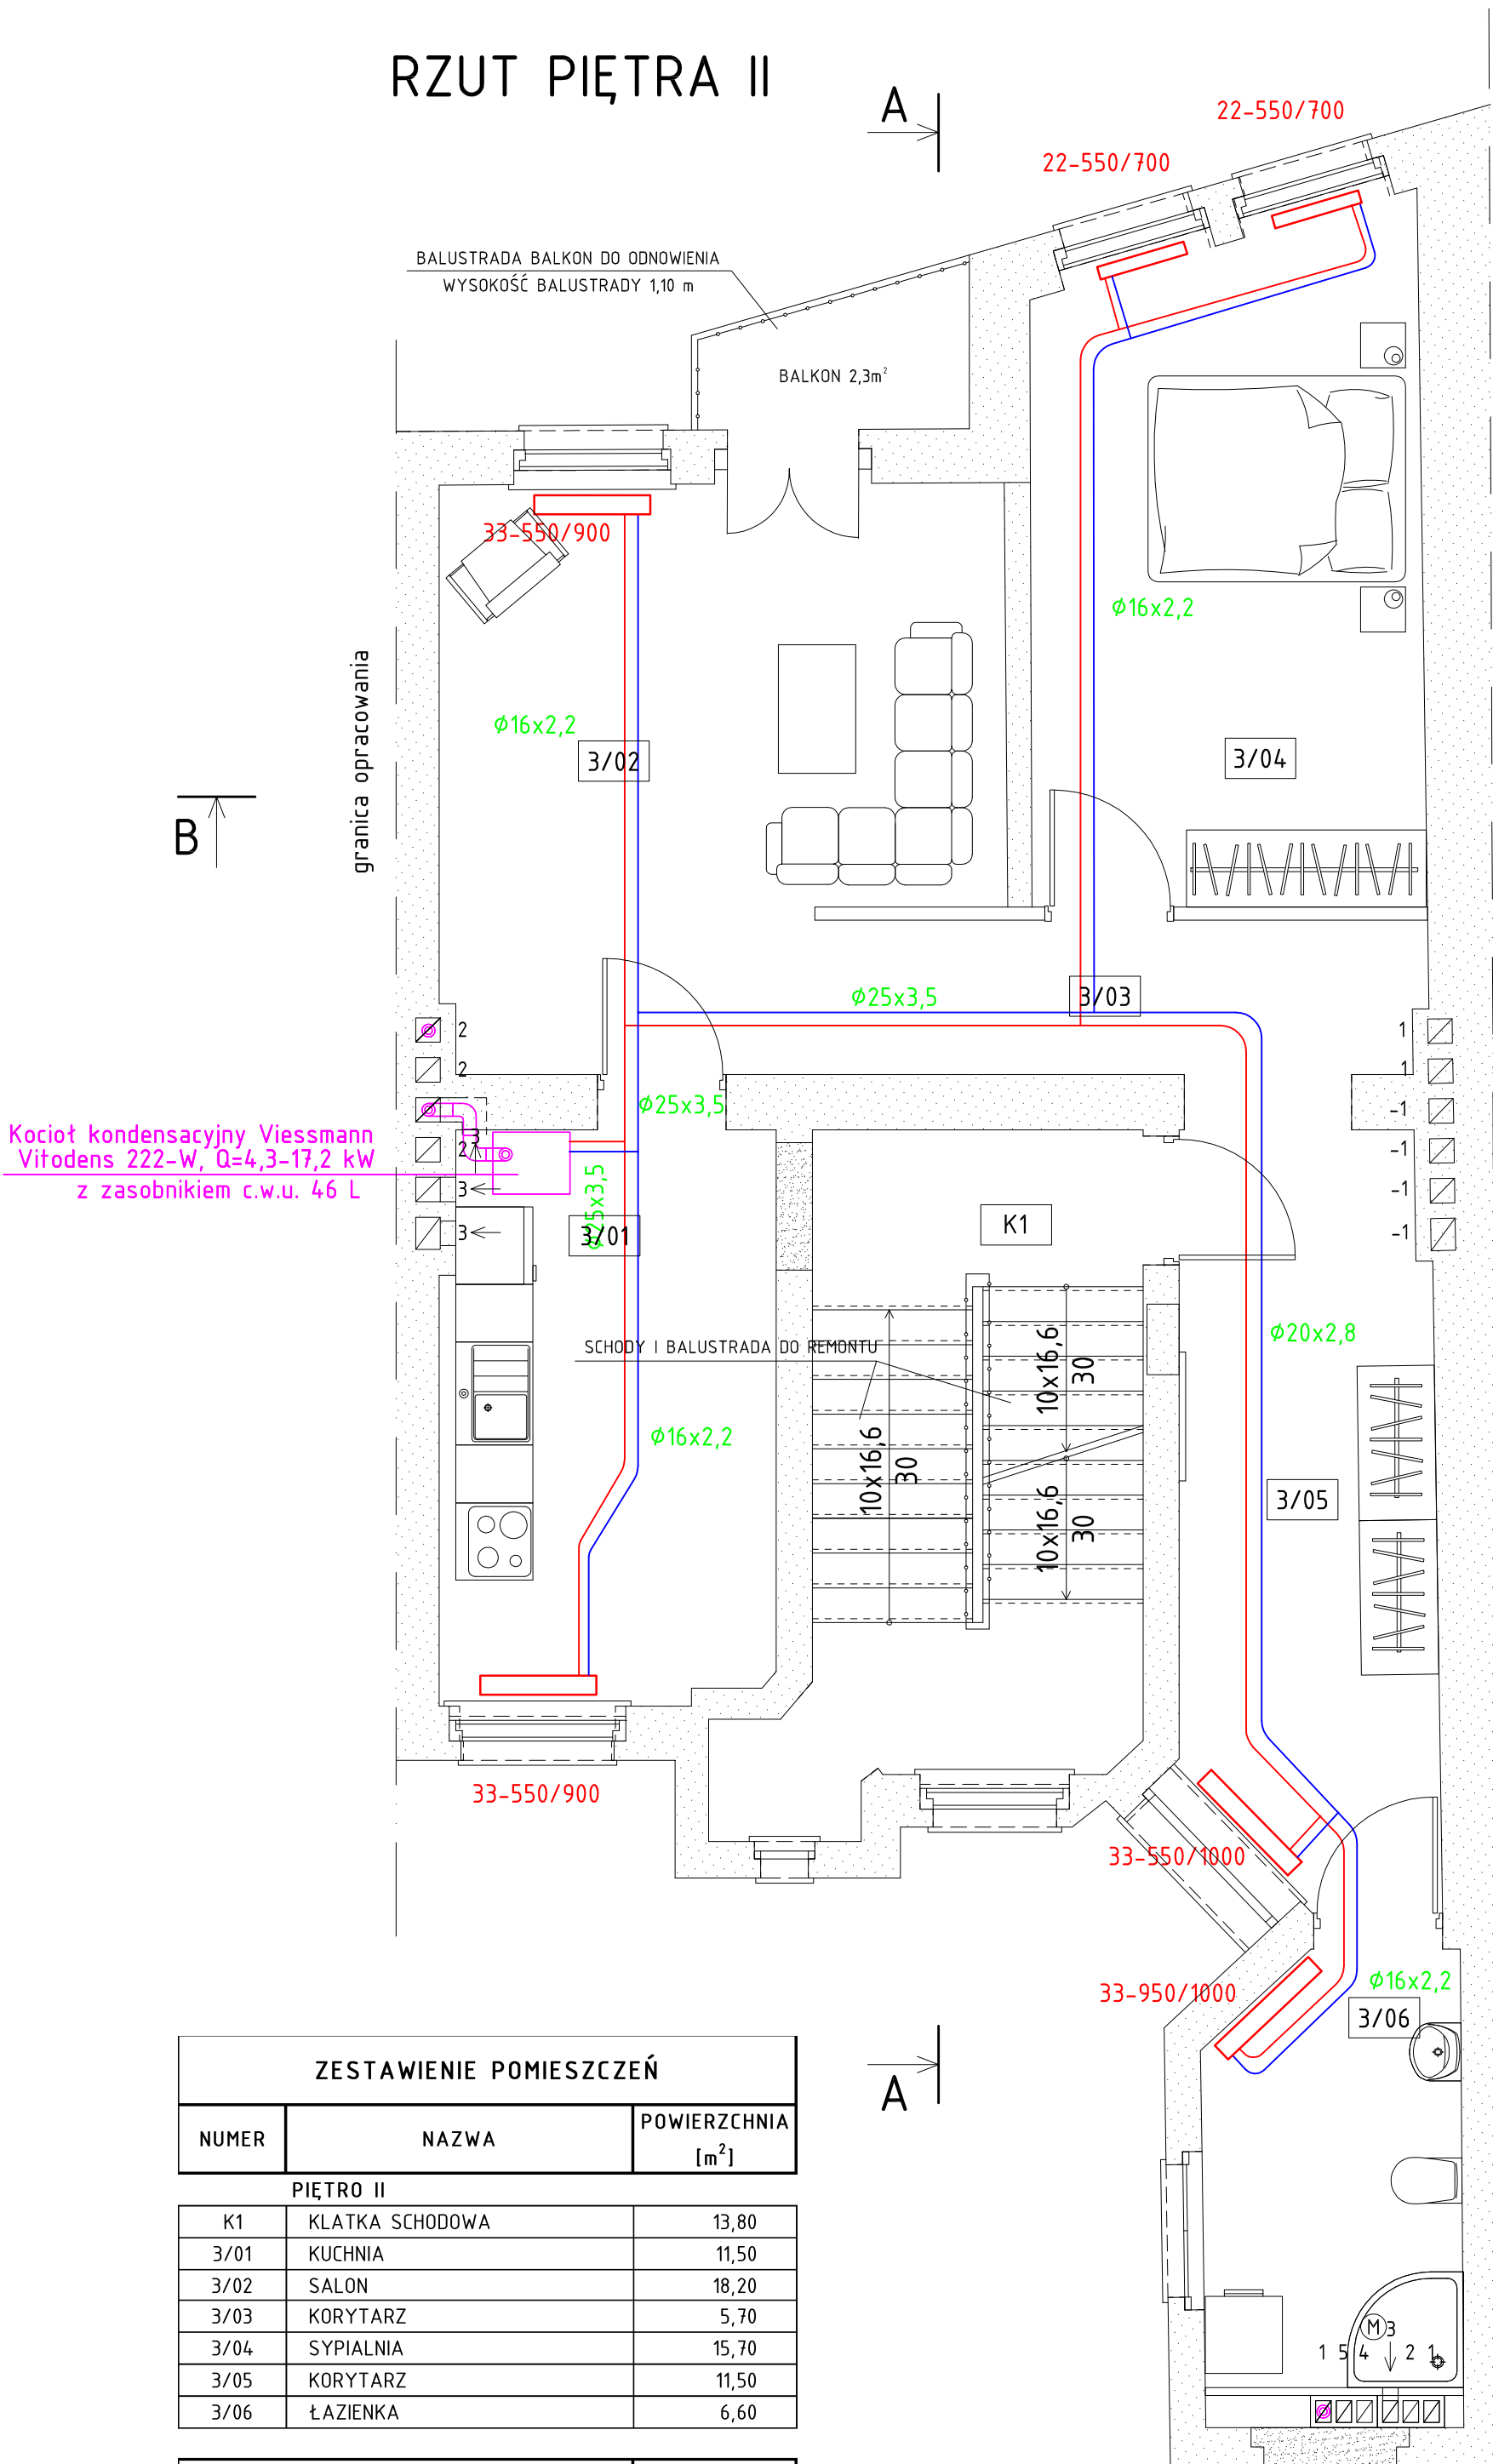 RZUT PIĘTRA II
A
22-550/700
22-550/700
BALUSTRADA BALKON DO ODNOWIENIA
WYSOKOŚĆ BALUSTRADY 1,10 m
BALKON 2,3m²
33-550/900
Ø16x2,2
Ø16x2,2
granica opracowania
3/02
3/04
B
Ø25x3,5
3/03
2
2
3
2
3
3
1
1
-1
-1
-1
-1
Ø25x3,5
Kocioł kondensacyjny Viessmann
Vitodens 222-W, Q=4,3-17,2 kW
z zasobnikiem c.w.u. 46 L
Ø25x3,5
3/01
K1
SCHODY I BALUSTRADA DO REMONTU
Ø20x2,8
10x16,6
30
10x16,6
30
10x16,6
30
Ø16x2,2
3/05
33-550/900
33-550/1000
33-950/1000
Ø16x2,2
3/06
A
ZESTAWIENIE POMIESZCZEŃ
NUMER NAZWA POWIERZCHNIA
[m²]
PIĘTRO II
K1 KLATKA SCHODOWA 13,80
3/01 KUCHNIA 11,50
3/02 SALON 18,20
3/03 KORYTARZ 5,70
3/04 SYPIALNIA 15,70
3/05 KORYTARZ 11,50
3/06 ŁAZIENKA 6,60
M 3
1 5 4 2 1